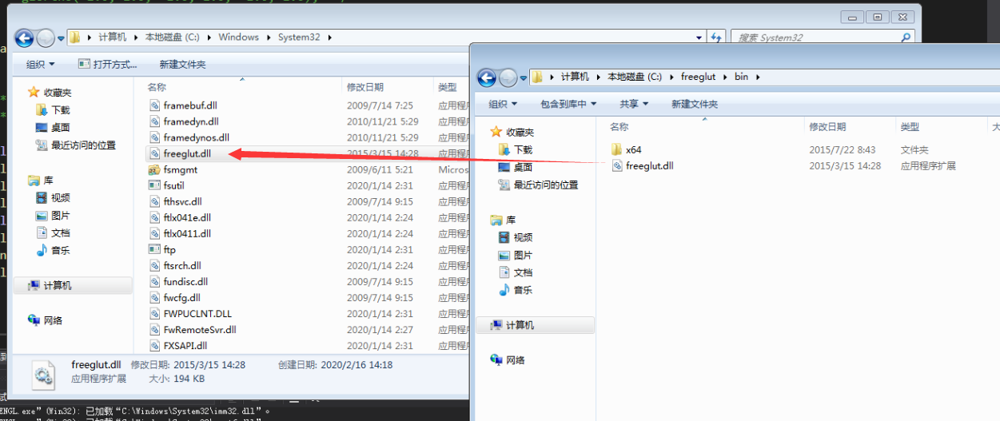 计算机 本地磁盘 (C:) Windows System32
搜索 System32
组织 打开方式... 新建文件夹
收藏夹
下载
桌面
最近访问的位置
库
视频
图片
文档
音乐
计算机
网络
名称 修改日期 类型
framebuf.dll 2009/7/14 7:25 应用程
framedyn.dll 2010/11/21 5:29 应用程
framedynos.dll 2010/11/21 5:29 应用程
freeglut.dll 2015/3/15 14:28 应用程
fsmgmt 2009/6/11 5:21 Micros
fsutil 2020/1/14 2:31 应用程
fthsvc.dll 2009/7/14 9:15 应用程
ftlx041e.dll 2020/1/14 2:24 应用程
ftlx0411.dll 2020/1/14 2:24 应用程
ftp 2020/1/14 2:31 应用程
ftsrch.dll 2020/1/14 2:24 应用程
fundisc.dll 2009/7/14 9:15 应用程
fwcfg.dll 2009/7/14 9:15 应用程
FWPUCLNT.DLL 2020/1/14 2:31 应用程
FwRemoteSvr.dll 2020/1/14 2:27 应用程
FXSAPI.dll 2020/1/14 2:31 应用程
freeglut.dll 修改日期: 2015/3/15 14:28 创建日期: 2020/2/16 14:18
应用程序扩展 大小: 194 KB
计算机 本地磁盘 (C:) freeglut bin
组织 包含到库中 共享 新建文件夹
收藏夹
下载
桌面
最近访问的位置
库
视频
图片
文档
音乐
计算机
网络
名称 修改日期 类型 大
x64 2015/7/22 8:43 文件夹
freeglut.dll 2015/3/15 14:28 应用程序扩展
ENGL.exe”(Win32): 已加载“C:\Windows\System32\imm32.dll”。